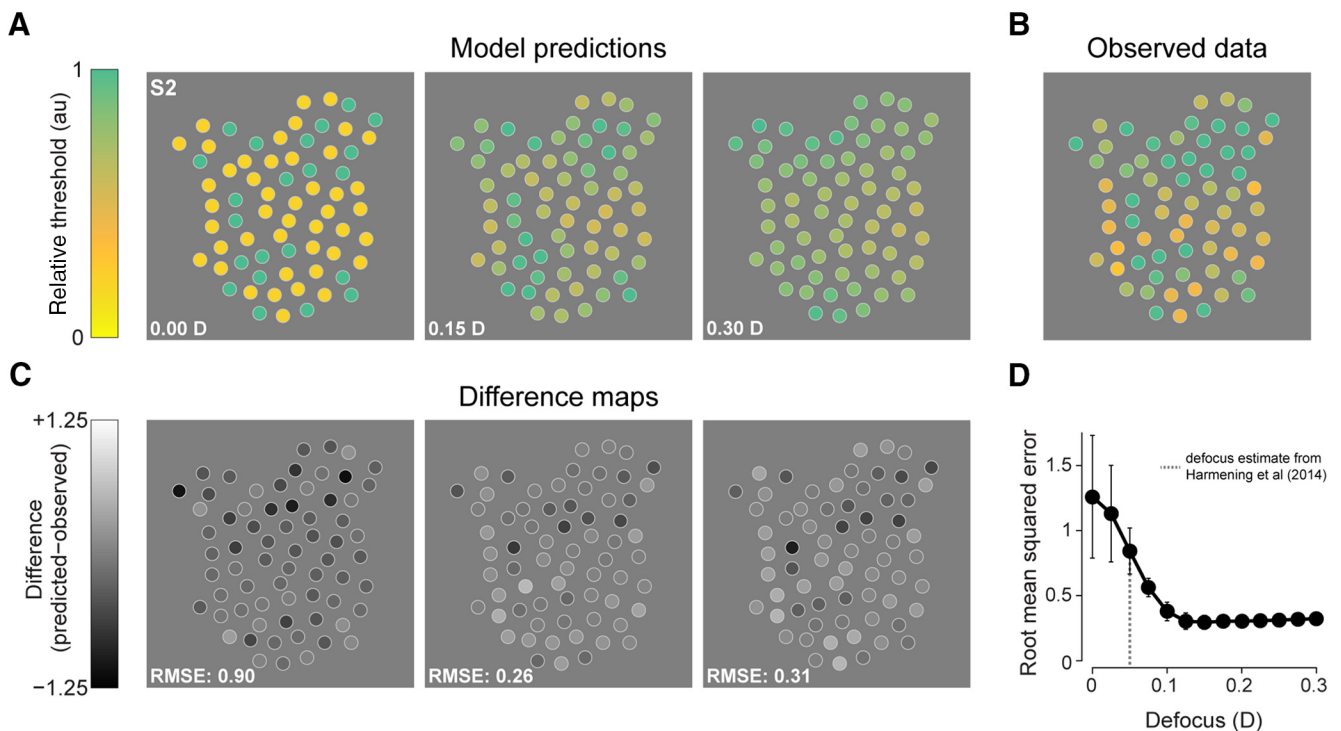 A
Model predictions
B
Observed data
1
Relative threshold (au)
0
S2
0.00 D
0.15 D
0.30 D
C
Difference maps
D
+1.25
Difference
(predicted−observed)
−1.25
RMSE: 0.90
RMSE: 0.26
RMSE: 0.31
Root mean squared error
1.5
1
0.5
0
defocus estimate from
Harmening et al (2014)
0
0.1
0.2
0.3
Defocus (D)